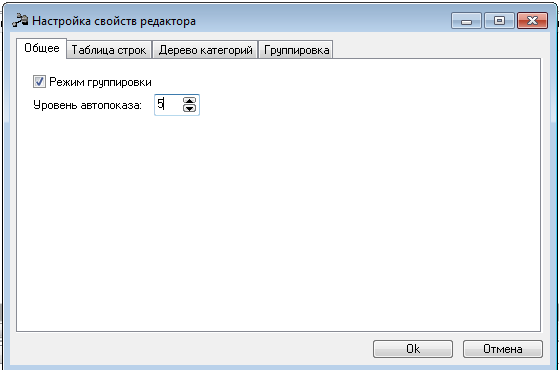 Настройка свойств редактора
Общее Таблица строк Дерево категорий Группировка
Режим группировки
Уровень автопоказа: 5
Ok Отмена